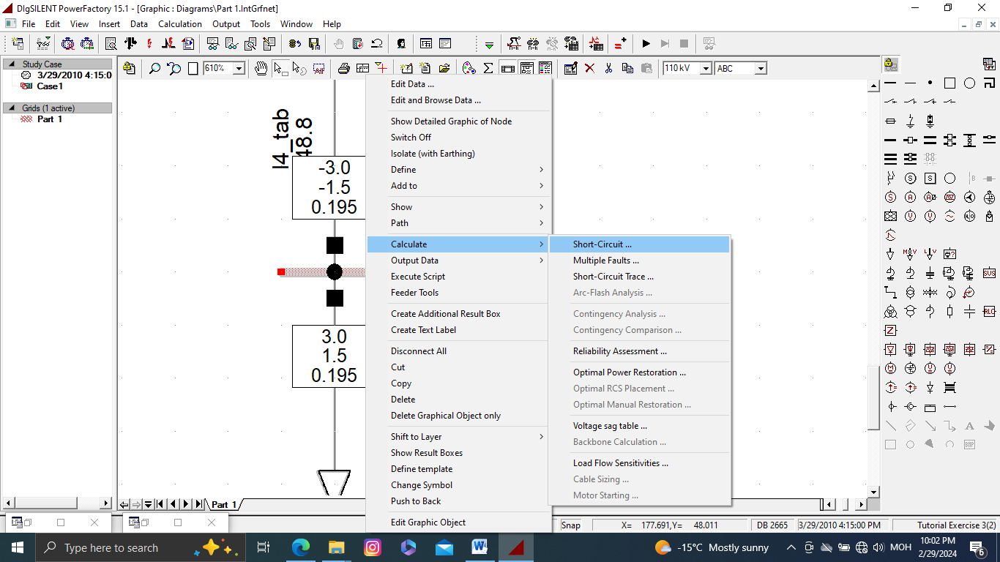 DIgSILENT PowerFactory 15.1 - [Graphic : Diagrams\Part 1.IntGrfnet]
File Edit View Insert Data Calculation Output Tools Window Help
610%
110 kV
ABC
Study Case
3/29/2010 4:15:0
Case1
Grids (1 active)
Part 1
l4_tab
48.8
-3.0
-1.5
0.195
3.0
1.5
0.195
Edit Data ...
Edit and Browse Data ...
Show Detailed Graphic of Node
Switch Off
Isolate (with Earthing)
Define
Add to
Show
Path
Calculate
Output Data
Execute Script
Feeder Tools
Create Additional Result Box
Create Text Label
Disconnect All
Cut
Copy
Delete
Delete Graphical Object only
Shift to Layer
Show Result Boxes
Define template
Change Symbol
Push to Back
Edit Graphic Object
Short-Circuit ...
Multiple Faults ...
Short-Circuit Trace ...
Arc-Flash Analysis ...
Contingency Analysis ...
Contingency Comparison ...
Reliability Assessment ...
Optimal Power Restoration ...
Optimal RCS Placement ...
Optimal Manual Restoration ...
Voltage sag table ...
Backbone Calculation ...
Load Flow Sensitivities ...
Cable Sizing ...
Motor Starting ...
Part 1
Snap
X= 177.691,Y= 48.011
DB 2665
3/29/2010 4:15:00 PM
Tutorial Exercise 3(2)
Type here to search
-15°C Mostly sunny
МОН
10:02 PM
2/29/2024
6